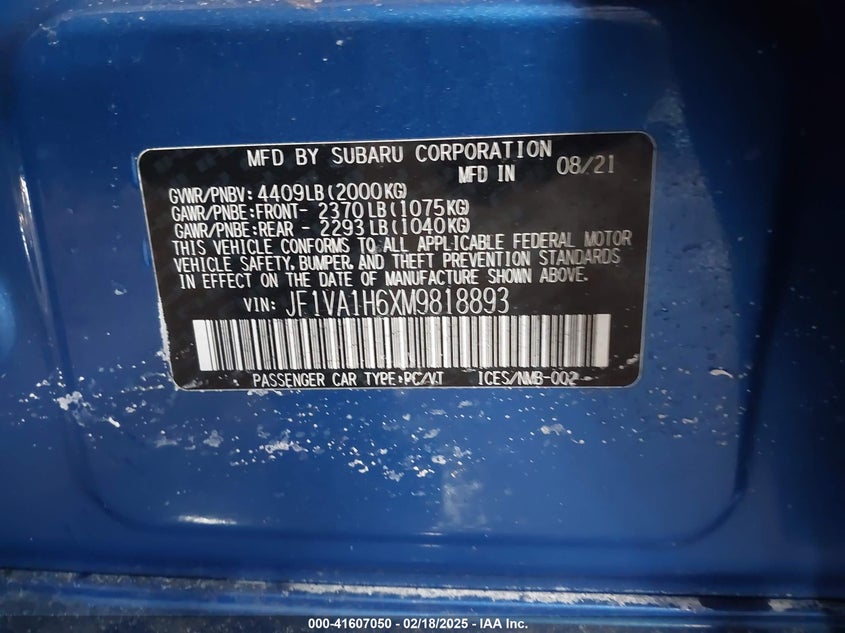 MFD BY SUBARU CORPORATION
MFD IN 08/21
GVWR/PNBV: 4409LB(2000KG)
GAWR/PNBE:FRONT- 2370LB(1075KG)
GAWR/PNBE:REAR - 2293LB(1040KG)
THIS VEHICLE CONFORMS TO ALL APPLICABLE FEDERAL MOTOR
VEHICLE SAFETY, BUMPER, AND THEFT PREVENTION STANDARDS
IN EFFECT ON THE DATE OF MANUFACTURE SHOWN ABOVE.
VIN: JF1VA1H6XM9818893
PASSENGER CAR TYPE:PC/VT ICES/NMB-002
000-41607050 - 02/18/2025 - IAA Inc.